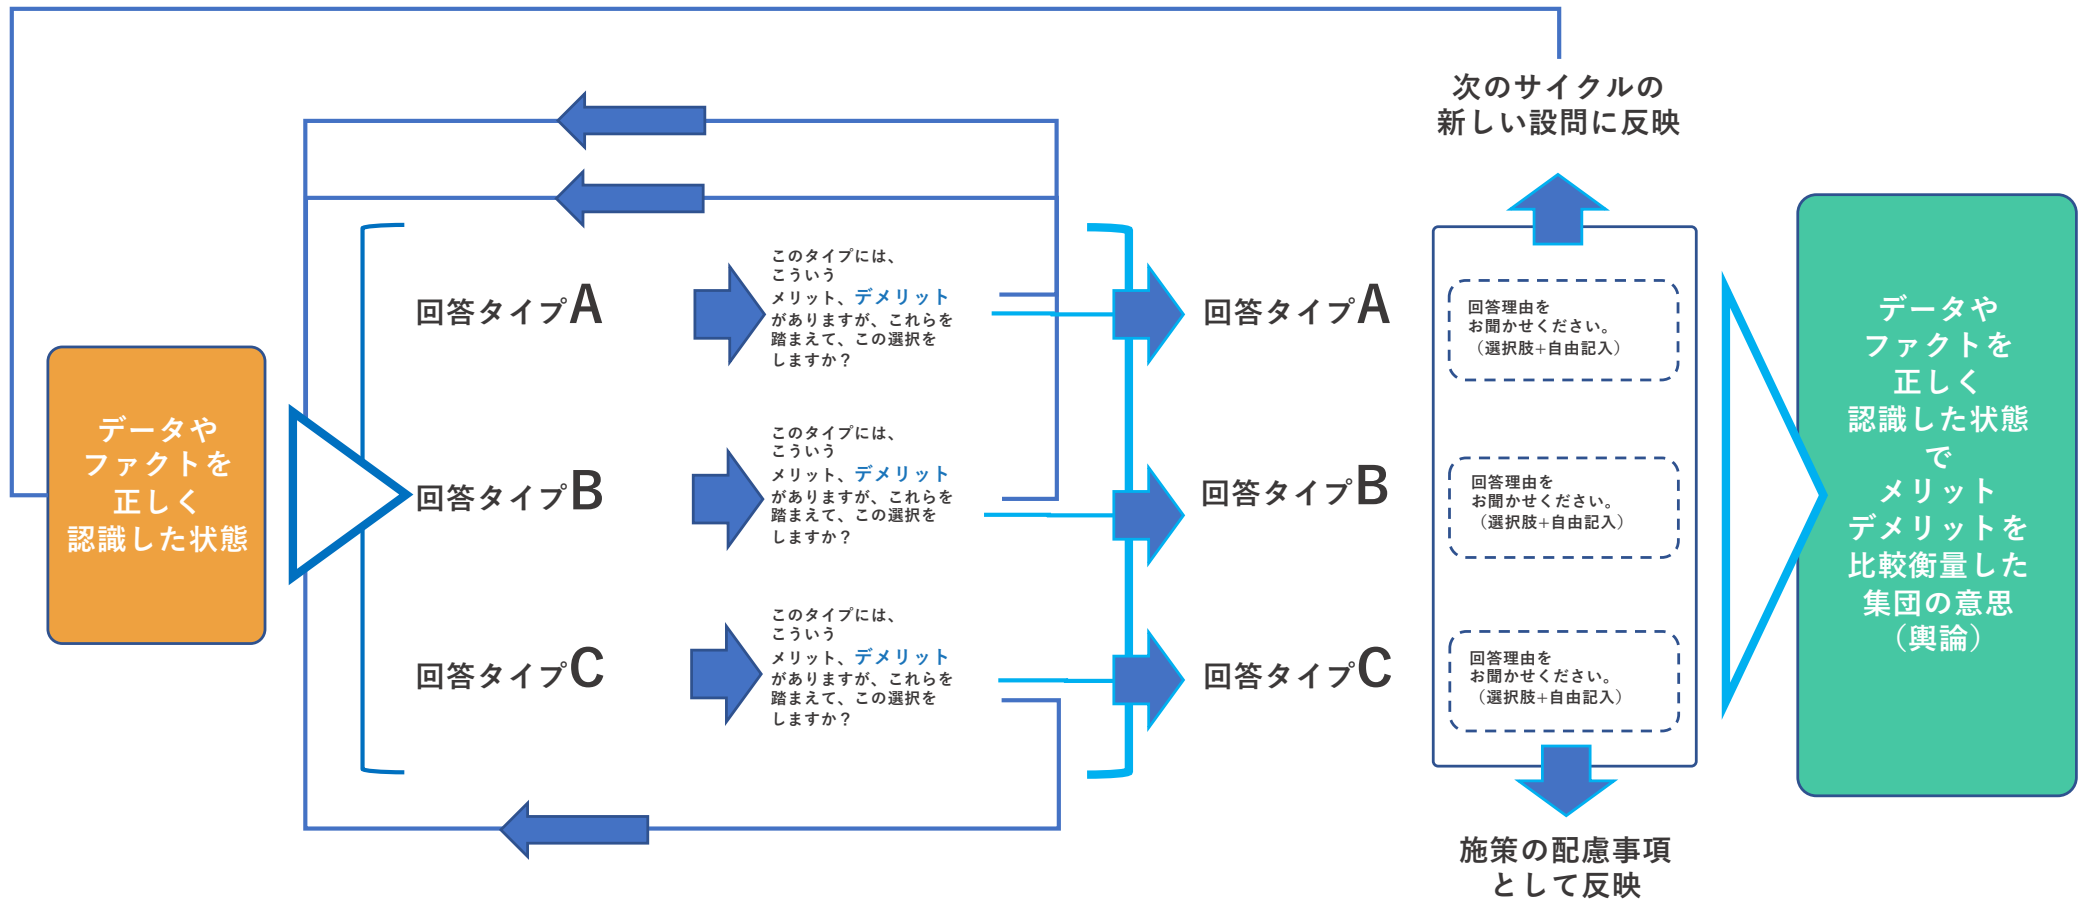 次のサイクルの
新しい設問に反映
データや
ファクトを
正しく
認識した状態
回答タイプA
このタイプには、
こういう
メリット、デメリット
がありますが、これらを
踏まえて、この選択を
しますか？
回答タイプA
回答理由を
お聞かせください。
（選択肢+自由記入）
回答タイプB
このタイプには、
こういう
メリット、デメリット
がありますが、これらを
踏まえて、この選択を
しますか？
回答タイプB
回答理由を
お聞かせください。
（選択肢+自由記入）
回答タイプC
このタイプには、
こういう
メリット、デメリット
がありますが、これらを
踏まえて、この選択を
しますか？
回答タイプC
回答理由を
お聞かせください。
（選択肢+自由記入）
データや
ファクトを
正しく
認識した状態
で
メリット
デメリットを
比較衡量した
集団の意思
（輿論）
施策の配慮事項
として反映